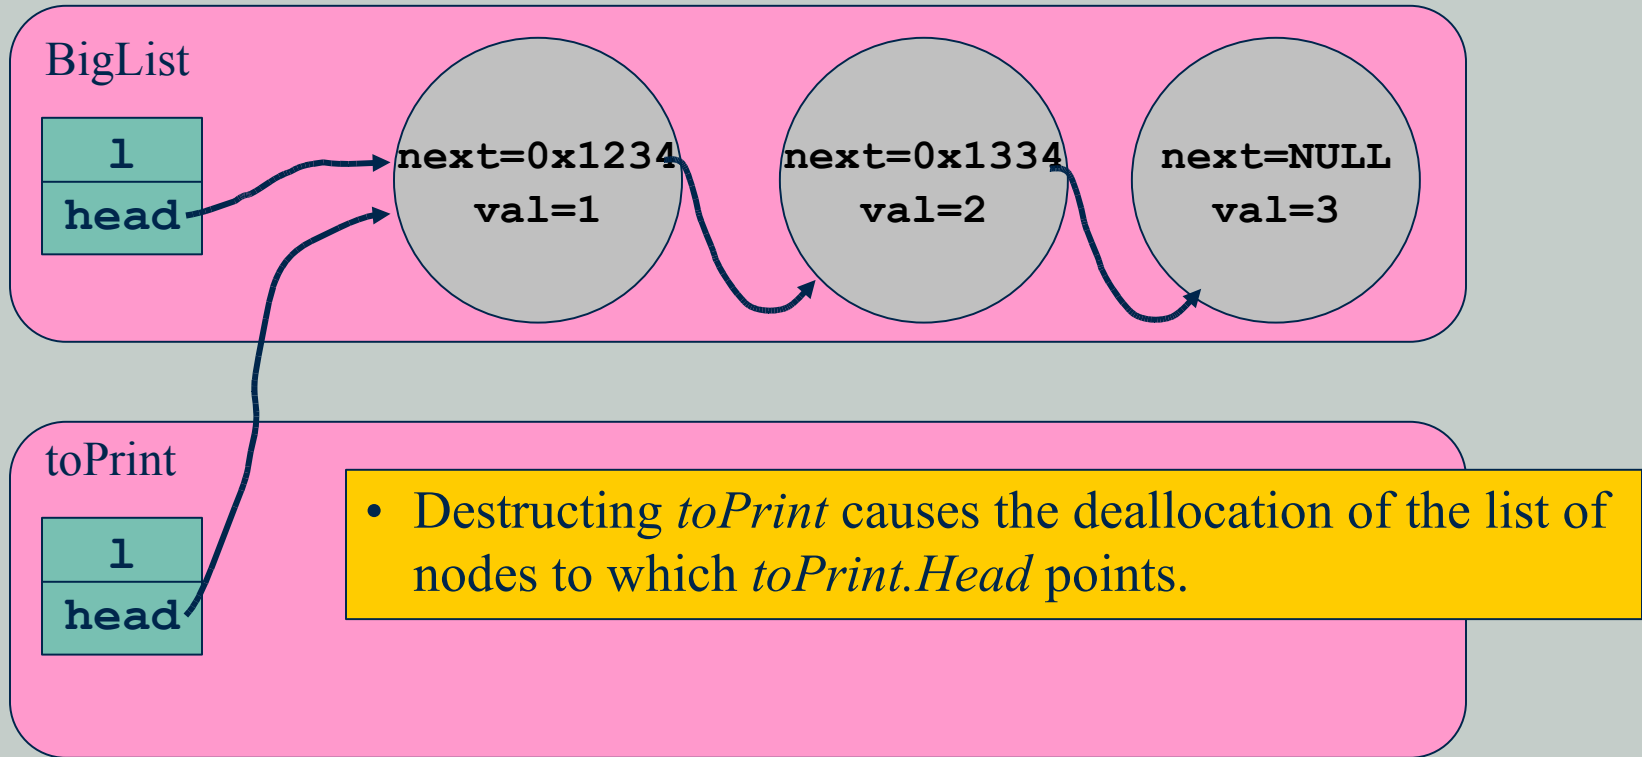 BigList
l
head
next=0x1234
val=1
next=0x1334
val=2
next=NULL
val=3
toPrint
l
head
• Destructing toPrint causes the deallocation of the list of
nodes to which toPrint.Head points.